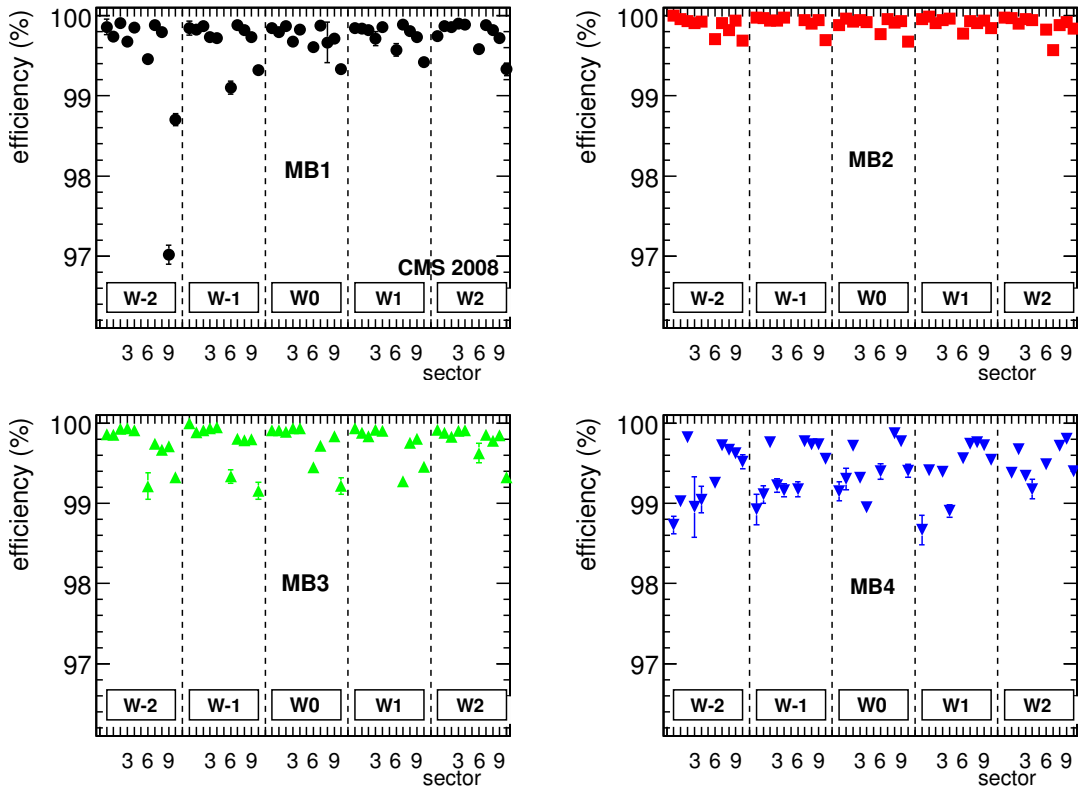 efficiency (%)
100
99
98
97
MB1
CMS 2008
W-2 W-1 W0 W1 W2
3 6 9 3 6 9 3 6 9 3 6 9 3 6 9
sector
efficiency (%)
100
99
98
97
MB2
W-2 W-1 W0 W1 W2
3 6 9 3 6 9 3 6 9 3 6 9 3 6 9
sector
efficiency (%)
100
99
98
97
MB3
W-2 W-1 W0 W1 W2
3 6 9 3 6 9 3 6 9 3 6 9 3 6 9
sector
efficiency (%)
100
99
98
97
MB4
W-2 W-1 W0 W1 W2
3 6 9 3 6 9 3 6 9 3 6 9 3 6 9
sector